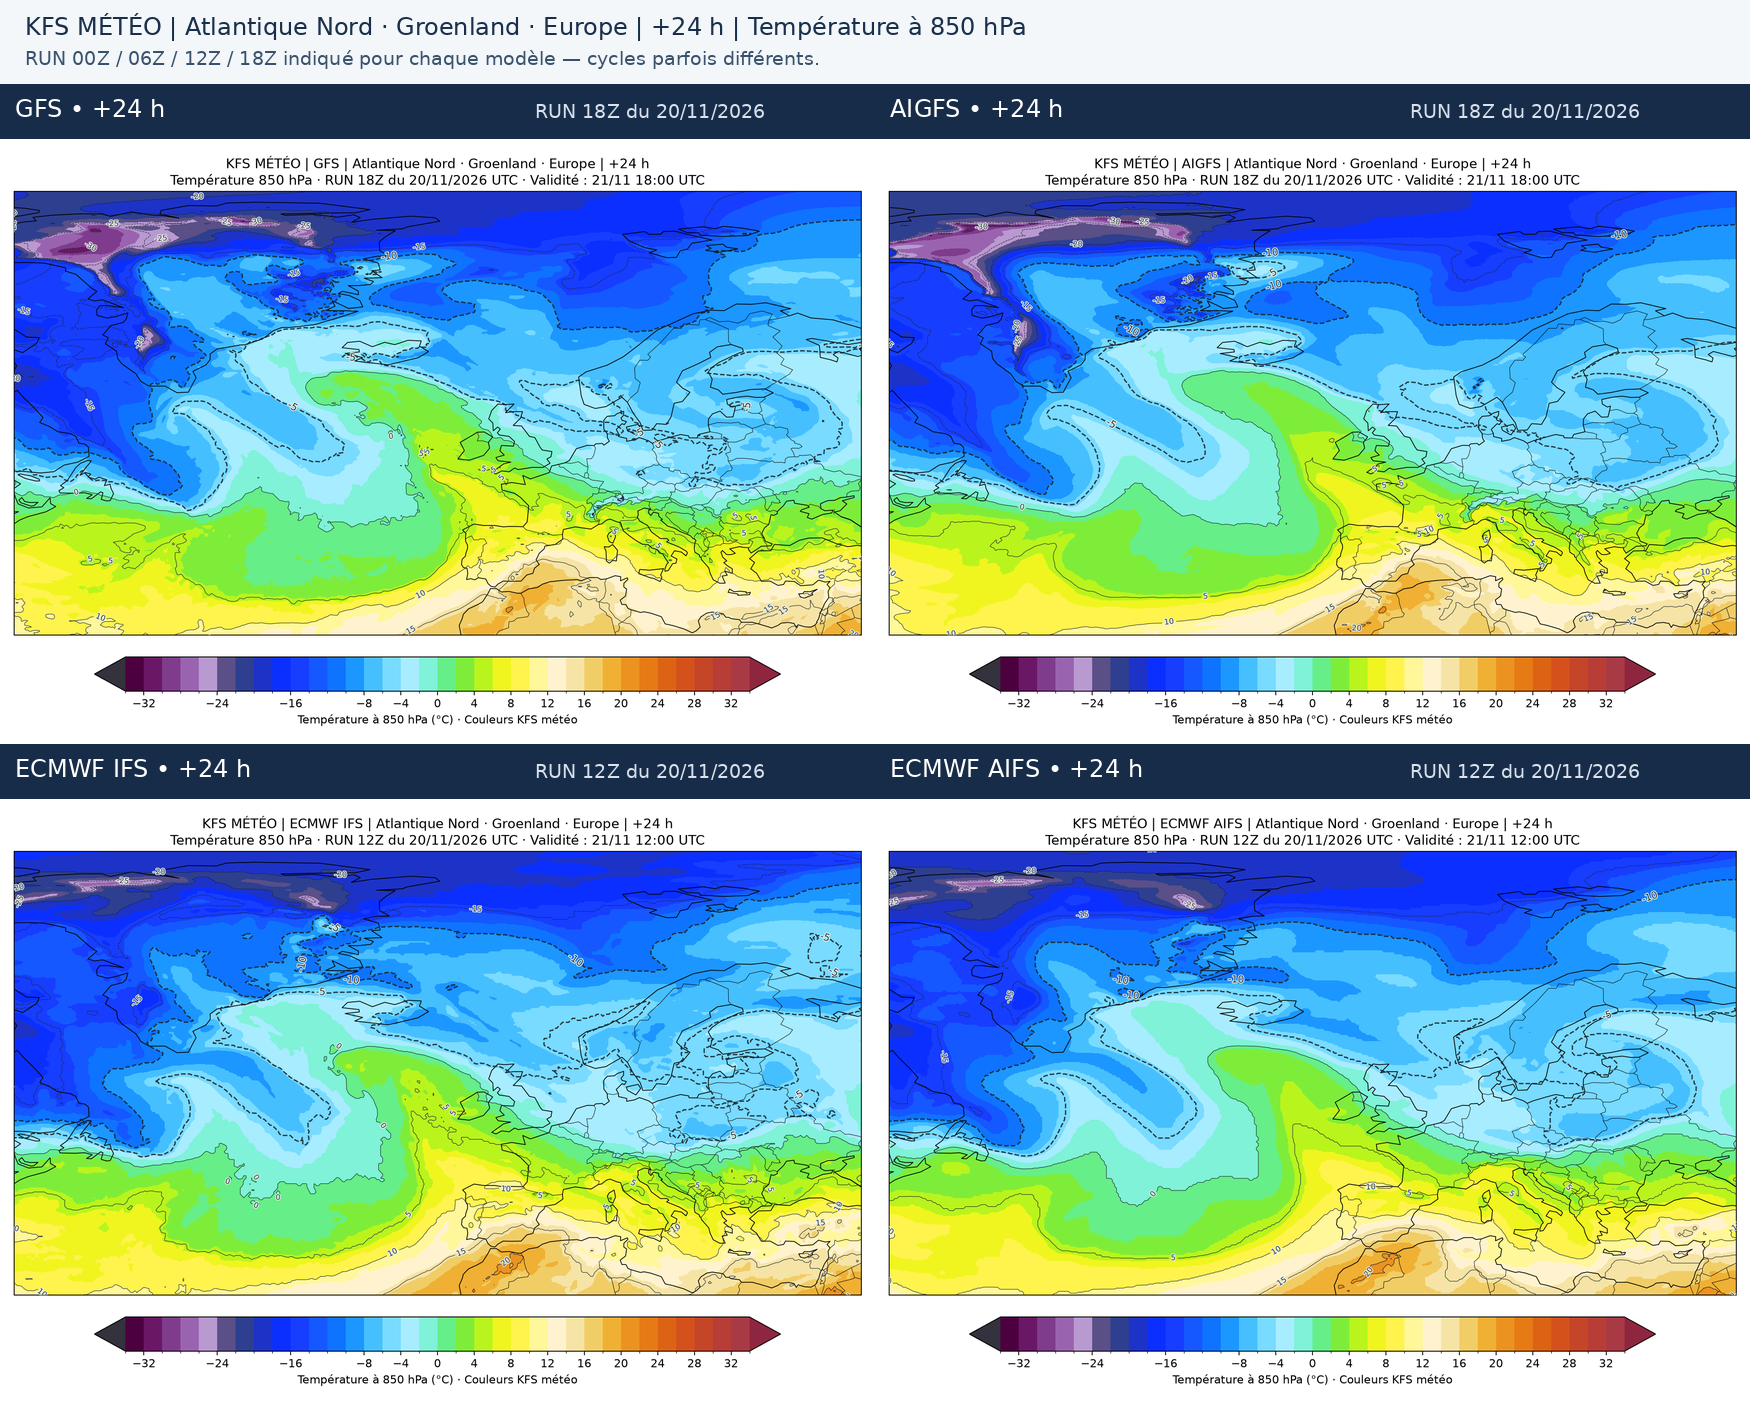 KFS MÉTÉO | Atlantique Nord · Groenland · Europe | +24 h | Température à 850 hPa
RUN 00Z / 06Z / 12Z / 18Z indiqué pour chaque modèle — cycles parfois différents.
GFS • +24 h
RUN 18Z du 20/11/2026
AIGFS • +24 h
RUN 18Z du 20/11/2026
KFS MÉTÉO | GFS | Atlantique Nord · Groenland · Europe | +24 h
Température 850 hPa · RUN 18Z du 20/11/2026 UTC · Validité : 21/11 18:00 UTC
KFS MÉTÉO | AIGFS | Atlantique Nord · Groenland · Europe | +24 h
Température 850 hPa · RUN 18Z du 20/11/2026 UTC · Validité : 21/11 18:00 UTC
−32 −24 −16 −8 −4 0 4 8 12 16 20 24 28 32
Température à 850 hPa (°C) · Couleurs KFS météo
−32 −24 −16 −8 −4 0 4 8 12 16 20 24 28 32
Température à 850 hPa (°C) · Couleurs KFS météo
ECMWF IFS • +24 h
RUN 12Z du 20/11/2026
ECMWF AIFS • +24 h
RUN 12Z du 20/11/2026
KFS MÉTÉO | ECMWF IFS | Atlantique Nord · Groenland · Europe | +24 h
Température 850 hPa · RUN 12Z du 20/11/2026 UTC · Validité : 21/11 12:00 UTC
KFS MÉTÉO | ECMWF AIFS | Atlantique Nord · Groenland · Europe | +24 h
Température 850 hPa · RUN 12Z du 20/11/2026 UTC · Validité : 21/11 12:00 UTC
−32 −24 −16 −8 −4 0 4 8 12 16 20 24 28 32
Température à 850 hPa (°C) · Couleurs KFS météo
−32 −24 −16 −8 −4 0 4 8 12 16 20 24 28 32
Température à 850 hPa (°C) · Couleurs KFS météo